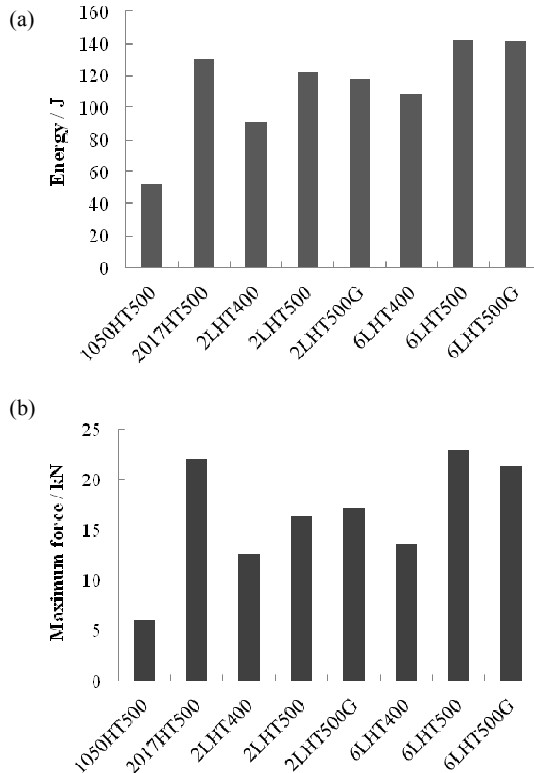 (a)
Energy / J
160
140
120
100
80
60
40
20
0
1050HT500
2017HT500
2LHT400
2LHT500
2LHT500G
6LHT400
6LHT500
6LHT500G
(b)
Maximum force / kN
25
20
15
10
5
0
1050HT500
2017HT500
2LHT400
2LHT500
2LHT500G
6LHT400
6LHT500
6LHT500G